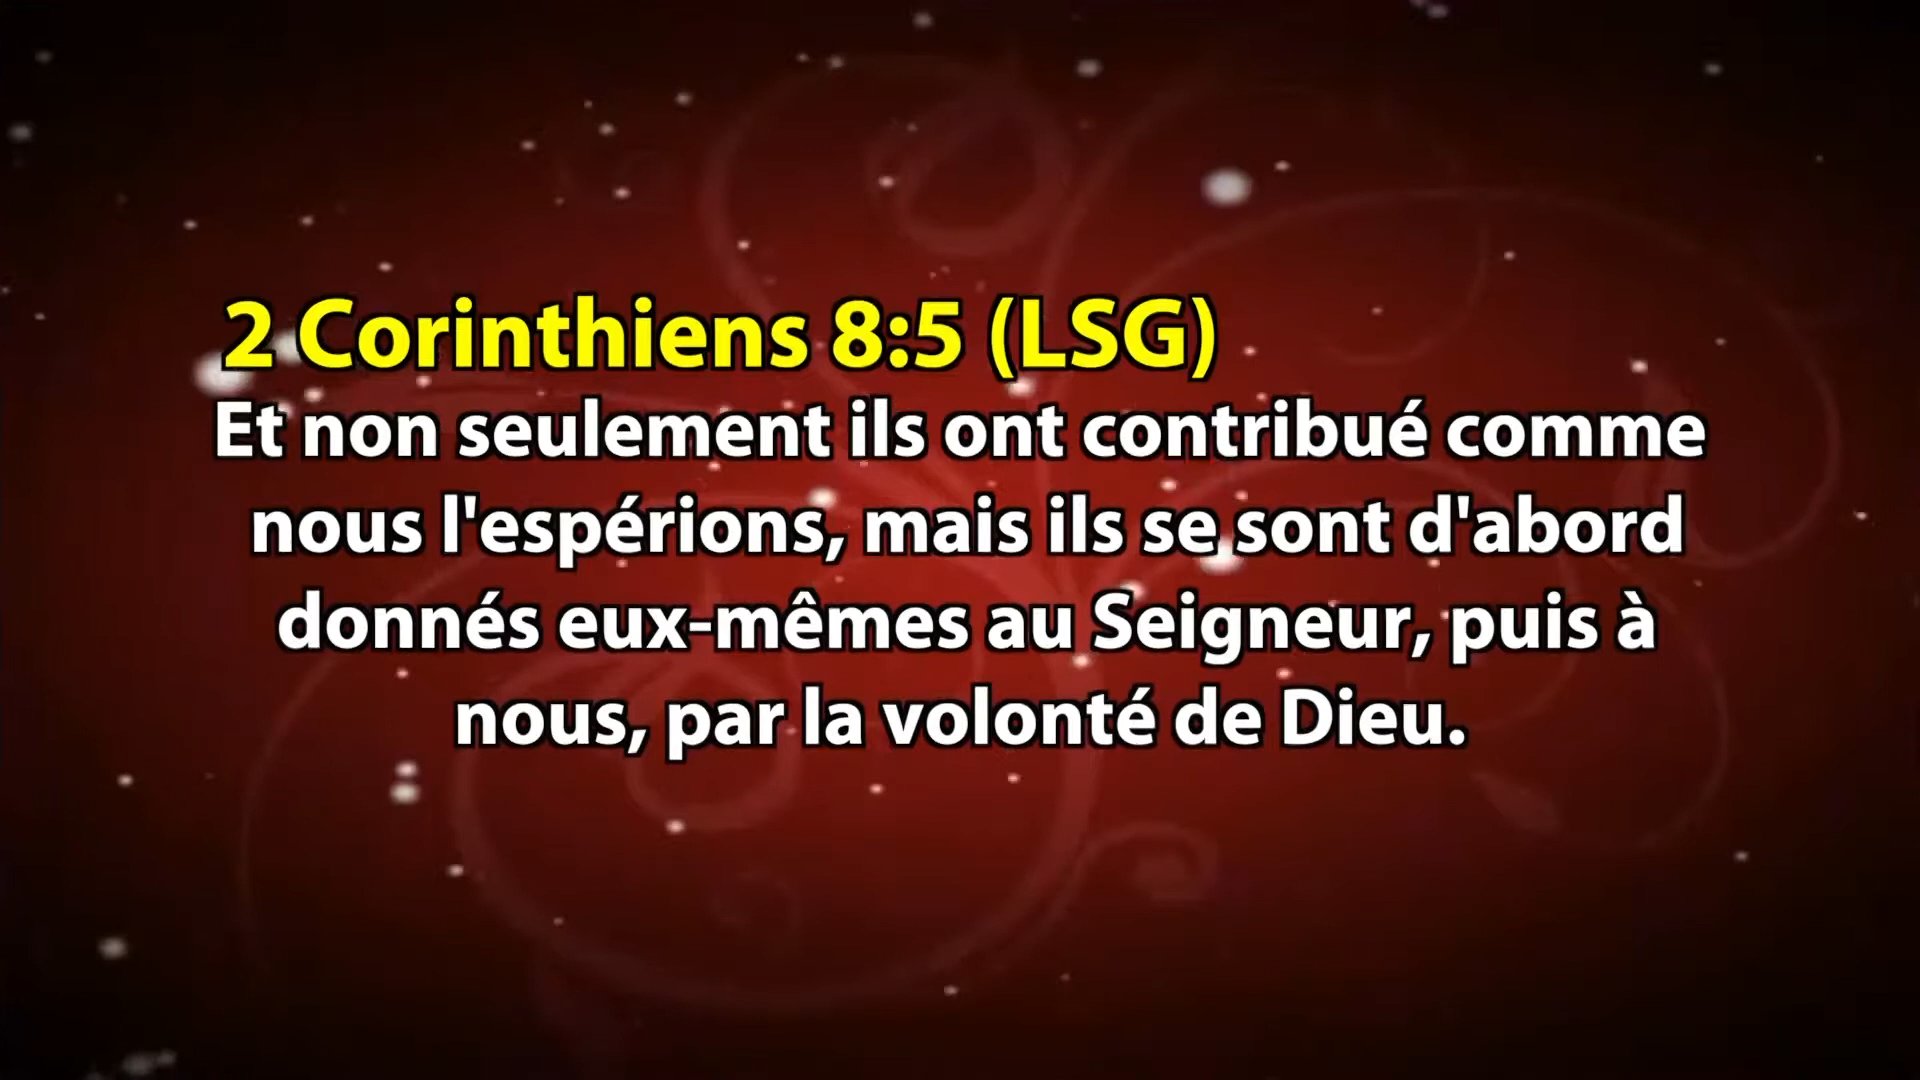 2 Corinthiens 8:5 (LSG)
Et non seulement ils ont contribué comme
nous l'espérions, mais ils se sont d'abord
donnés eux-mêmes au Seigneur, puis à
nous, par la volonté de Dieu.